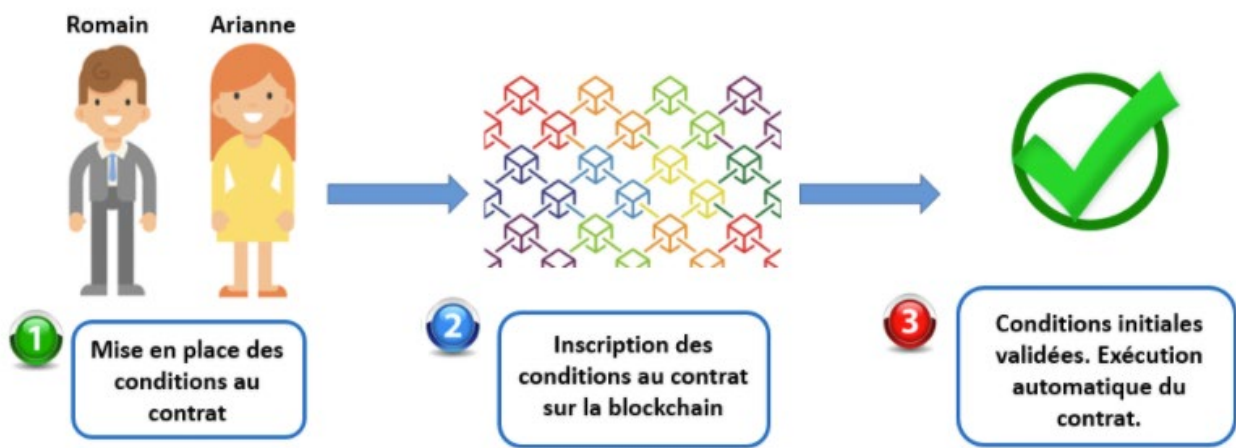 Romain
Arianne
1
Mise en place des
conditions au
contrat
2
Inscription des
conditions au contrat
sur la blockchain
3
Conditions initiales
validées. Exécution
automatique du
contrat.